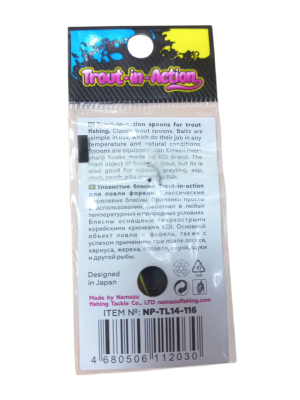 Trout-in-Action
Trout-in-action spoons for trout
fishing. Classic trout spoons. Baits are
simple in use, which do their job in any
temperature and natural conditions.
Spoons are equipped with Korean over-
sharp hooks made by KOI brand. The
main object of fishing is trout, but its is
also good for catching grayling, asp,
chub, perch, pike and other fish.
Уловистые блесны Trout-in-action
для ловли форели. Классические
форелевые блесны. Приманки просты
в использовании, работают в любых
температурных и природных условиях.
Блесны оснащены сверхострыми
корейскими крючками KOI. Основной
объект ловли - форель, также с
успехом применимы при ловле лосося,
хариуса, жереха, голавля, окуня, щуки
и другой рыбы.
Designed
in Japan
Made by Namazu
fishing Tackle Co., LTD namazufishing.com
ITEM №: NP-TL14-116
4 680506 112030